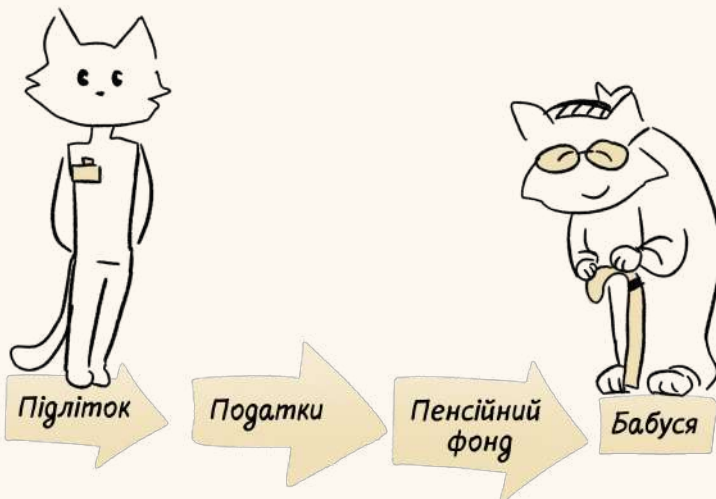 Підліток
Податки
Пенсійний
фонд
Бабуся